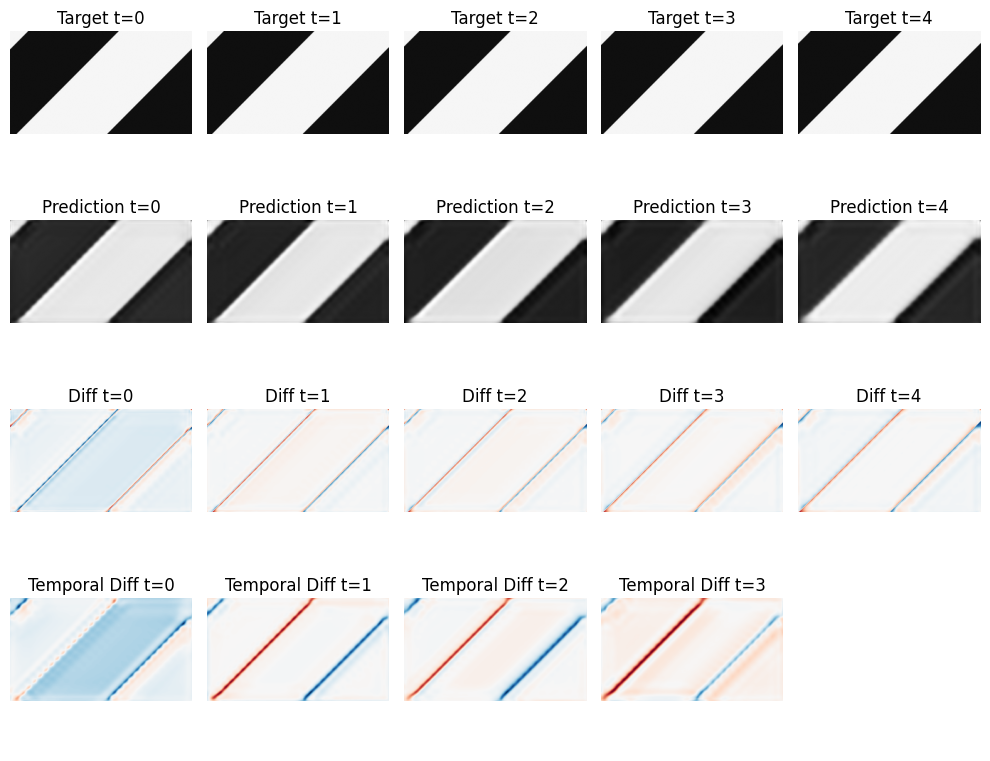 Target t=0 Target t=1 Target t=2 Target t=3 Target t=4
Prediction t=0 Prediction t=1 Prediction t=2 Prediction t=3 Prediction t=4
Diff t=0 Diff t=1 Diff t=2 Diff t=3 Diff t=4
Temporal Diff t=0 Temporal Diff t=1 Temporal Diff t=2 Temporal Diff t=3